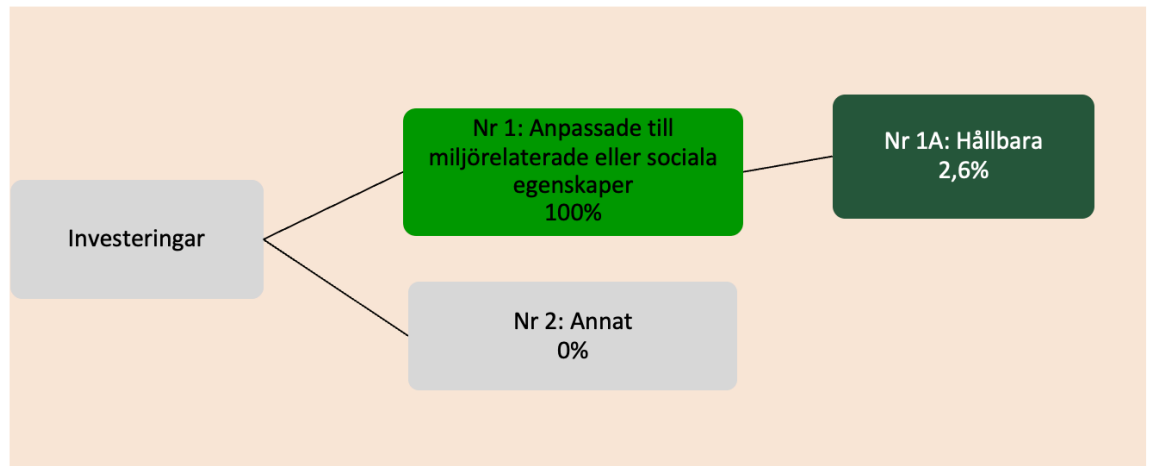 Investeringar
Nr 1: Anpassade till
miljörelaterade eller sociala
egenskaper
100%
Nr 1A: Hållbara
2,6%
Nr 2: Annat
0%